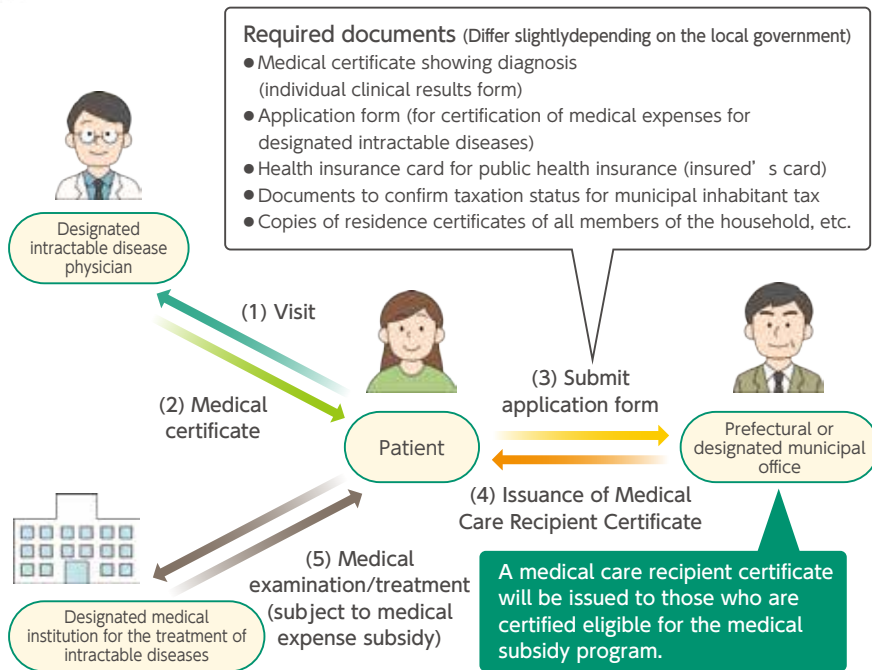 Required documents (Differ slightlydepending on the local government)
● Medical certificate showing diagnosis
(individual clinical results form)
● Application form (for certification of medical expenses for
designated intractable diseases)
● Health insurance card for public health insurance (insured’ s card)
● Documents to confirm taxation status for municipal inhabitant tax
● Copies of residence certificates of all members of the household, etc.
Designated
intractable disease
physician
(1) Visit
(2) Medical
certificate
Patient
(3) Submit
application form
Prefectural or
designated municipal
office
(4) Issuance of Medical
Care Recipient Certificate
(5) Medical
examination/treatment
(subject to medical
expense subsidy)
Designated medical
institution for the treatment of
intractable diseases
A medical care recipient certificate
will be issued to those who are
certified eligible for the medical
subsidy program.